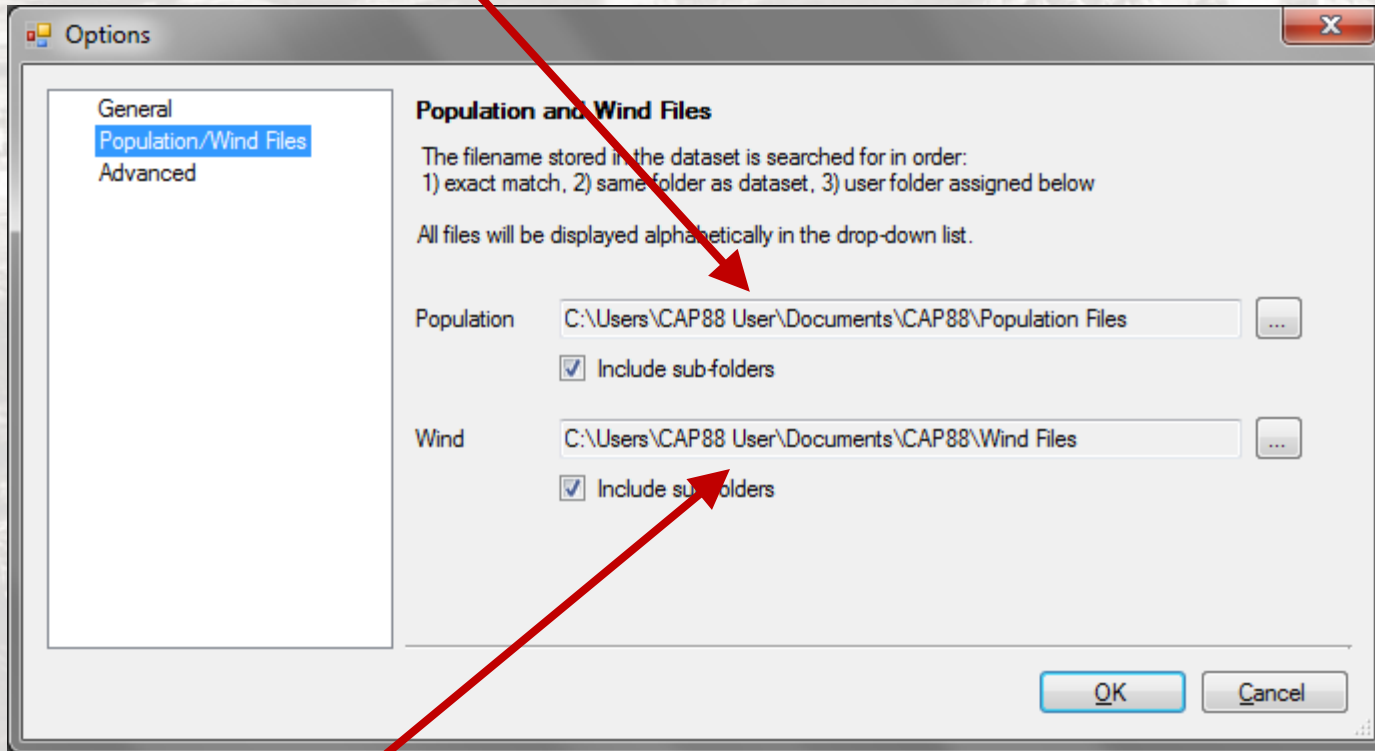 Options
General
Population/Wind Files
Advanced
Population and Wind Files
The filename stored in the dataset is searched for in order:
1) exact match, 2) same folder as dataset, 3) user folder assigned below
All files will be displayed alphabetically in the drop-down list.
Population C:\Users\CAP88 User\Documents\CAP88\Population Files ...
Include sub-folders
Wind C:\Users\CAP88 User\Documents\CAP88\Wind Files ...
Include sub-folders
OK Cancel